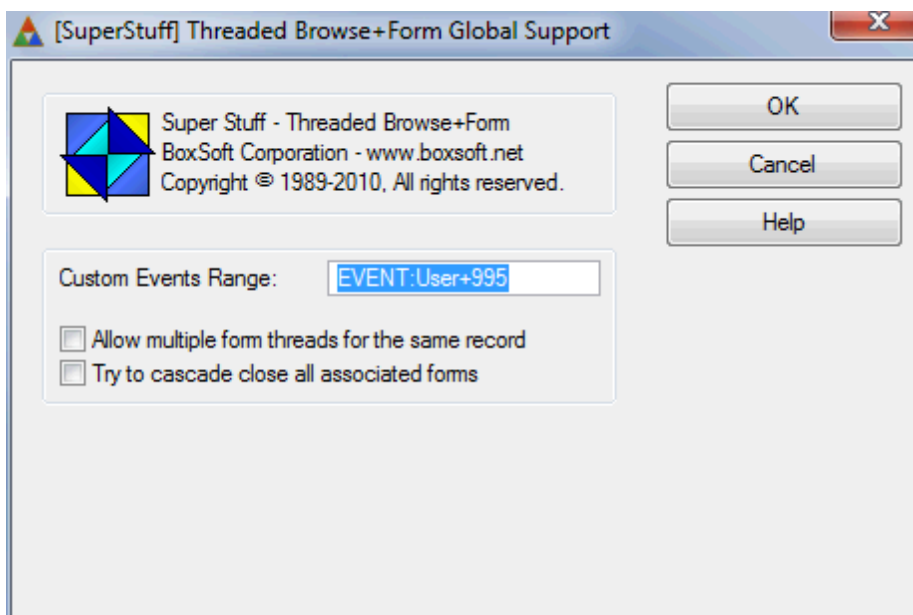 [SuperStuff] Threaded Browse+Form Global Support
x
Super Stuff - Threaded Browse+Form
BoxSoft Corporation - www.boxsoft.net
Copyright © 1989-2010, All rights reserved.
OK
Cancel
Help
Custom Events Range: EVENT:User+995
Allow multiple form threads for the same record
Try to cascade close all associated forms